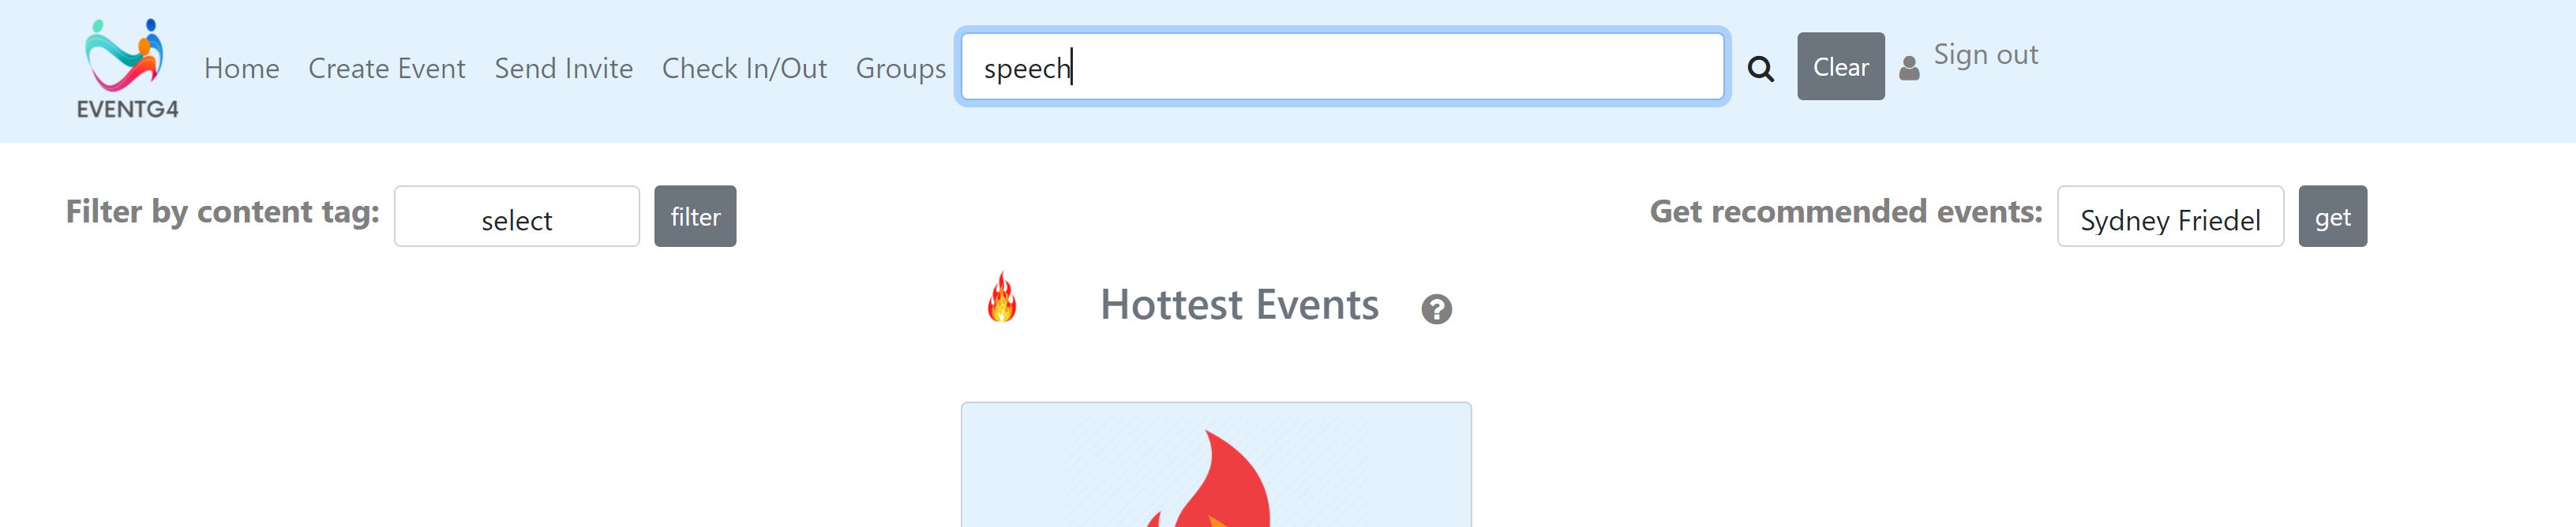 EVENTG4
Home Create Event Send Invite Check In/Out Groups speech Clear Sign out
Filter by content tag: select filter Get recommended events: Sydney Friedel get
Hottest Events ?